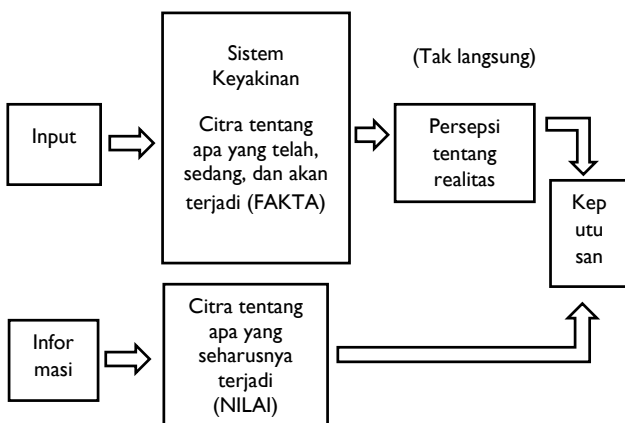 Input
Sistem
Keyakinan
Citra tentang
apa yang telah,
sedang, dan akan
terjadi (FAKTA)
(Tak langsung)
Persepsi
tentang
realitas
Kep
utu
san
Infor
masi
Citra tentang
apa yang
seharusnya
terjadi
(NILAI)